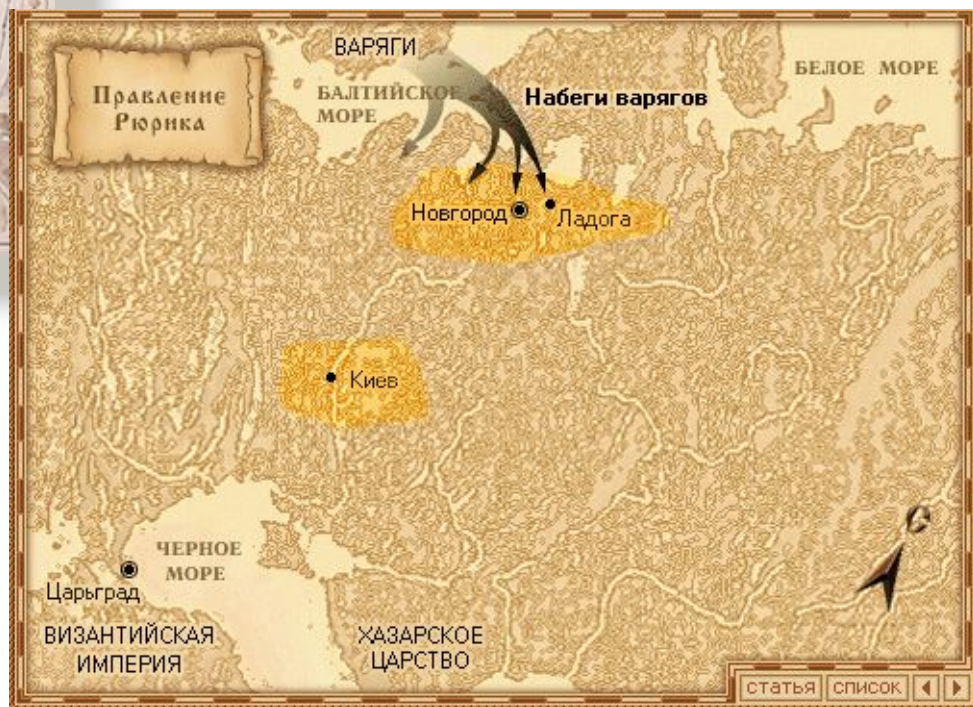 Правление
Рюрика
ВАРЯГИ
БАЛТИЙСКОЕ
МОРЕ
Набеги варягов
БЕЛОЕ МОРЕ
Новгород
Ладога
Киев
ЧЕРНОЕ
МОРЕ
Царьград
ВИЗАНТИЙСКАЯ
ИМПЕРИЯ
ХАЗАРСКОЕ
ЦАРСТВО
С
статья
список